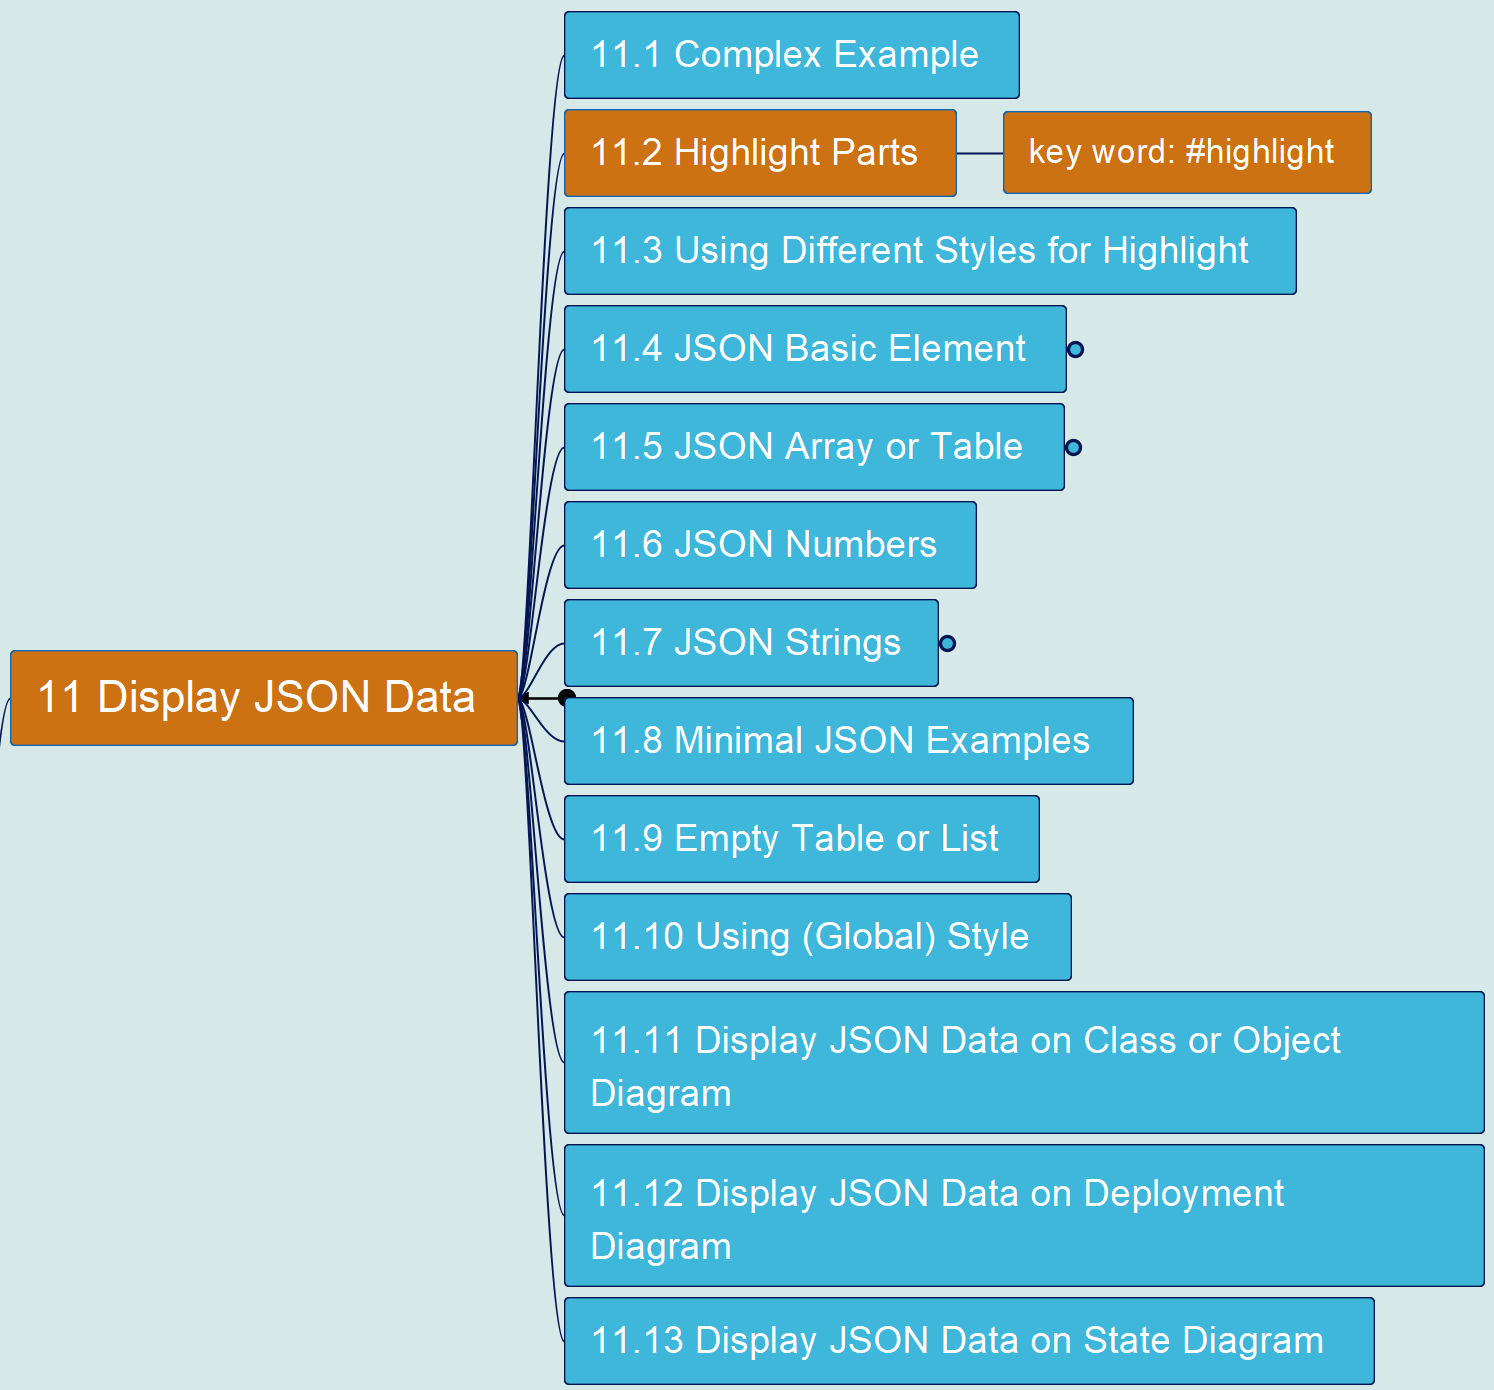 11.1 Complex Example
11.2 Highlight Parts
key word: #highlight
11.3 Using Different Styles for Highlight
11.4 JSON Basic Element
11.5 JSON Array or Table
11.6 JSON Numbers
11.7 JSON Strings
11 Display JSON Data
11.8 Minimal JSON Examples
11.9 Empty Table or List
11.10 Using (Global) Style
11.11 Display JSON Data on Class or Object
Diagram
11.12 Display JSON Data on Deployment
Diagram
11.13 Display JSON Data on State Diagram